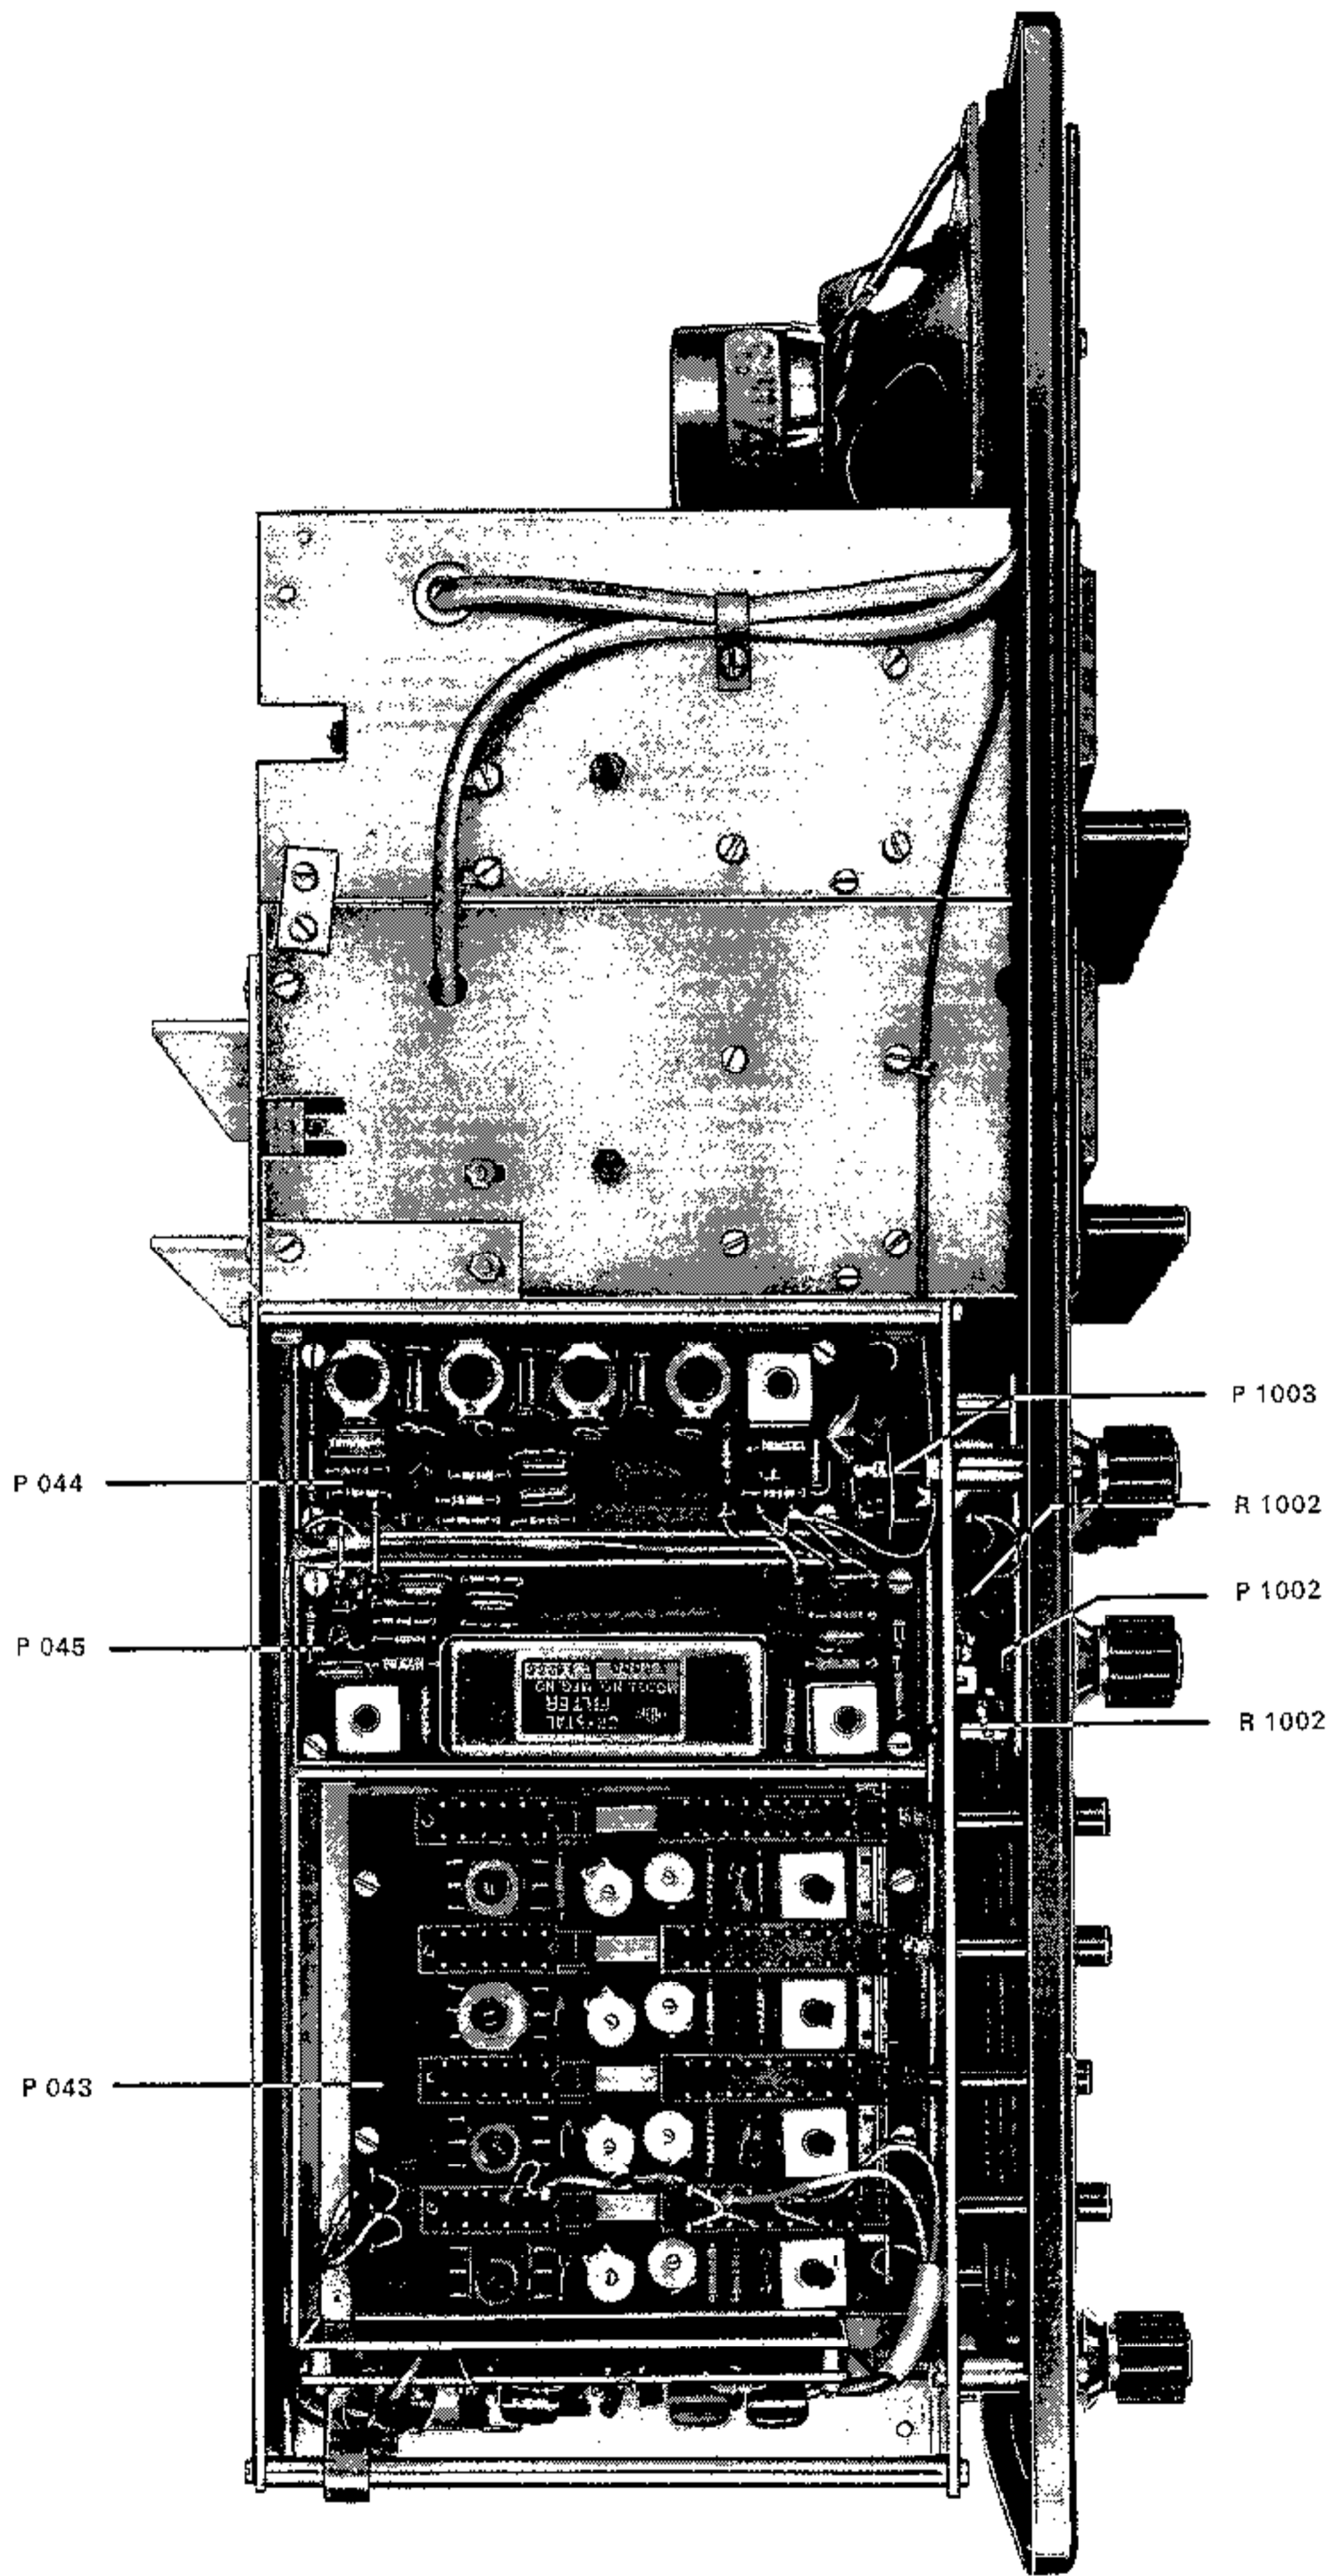 P 1003
P 044
R 1002
P 1002
P 045
R 1002
CRYSTAL
FILTER
MODEL NO. MFG. NO.
P 043